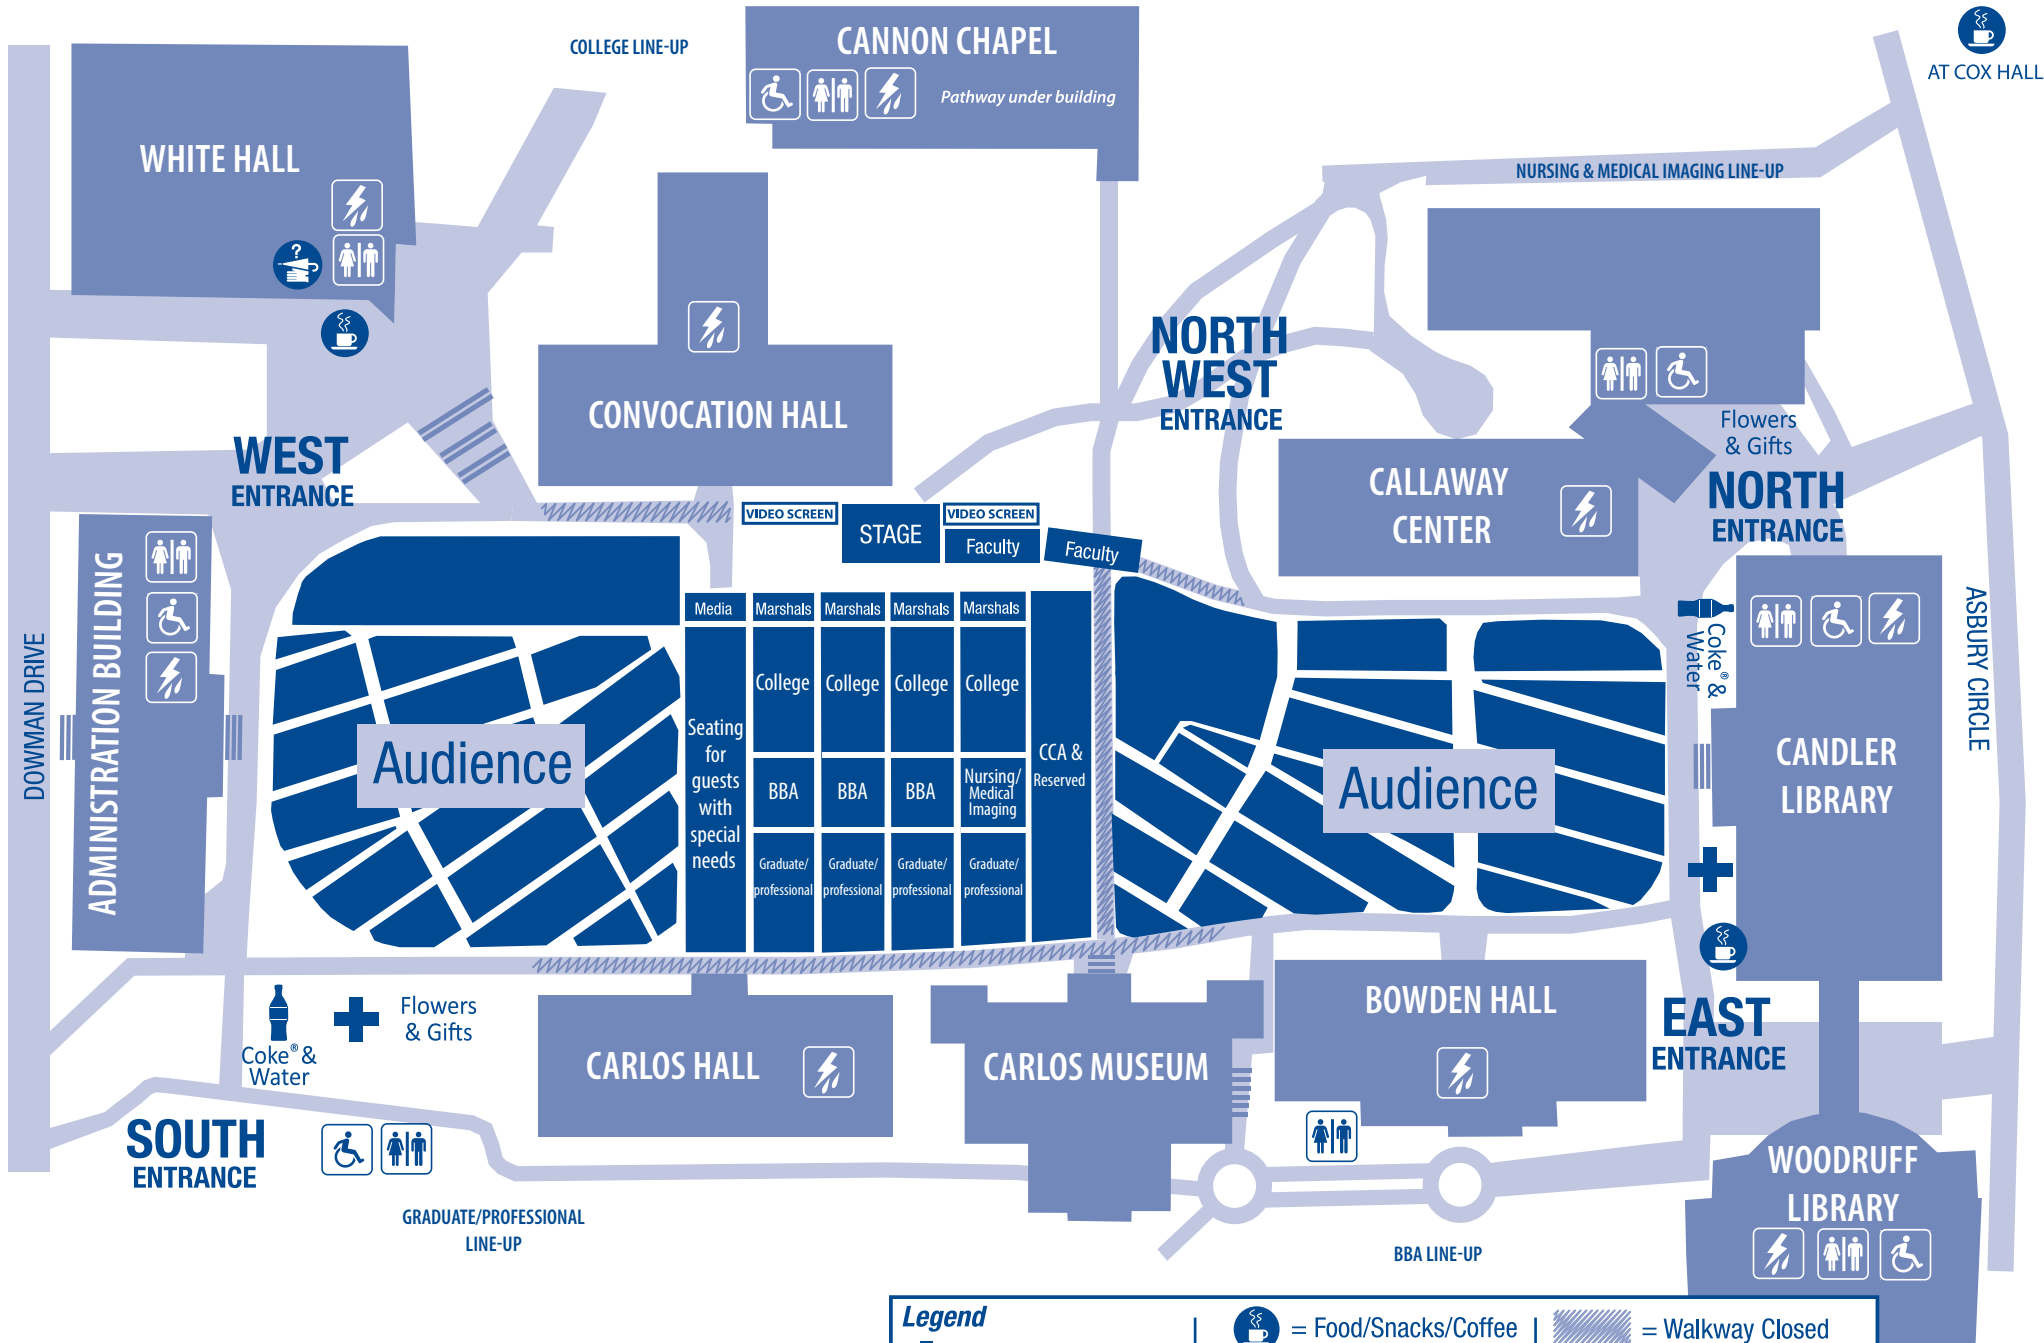 COLLEGE LINE-UP
CANNON CHAPEL
Pathway under building
AT COX HALL
WHITE HALL
?
NURSING & MEDICAL IMAGING LINE-UP
NORTH
WEST
ENTRANCE
CONVOCATION HALL
WEST
ENTRANCE
Flowers
& Gifts
CALLAWAY
CENTER
NORTH
ENTRANCE
VIDEO SCREEN
STAGE
VIDEO SCREEN
Faculty
Faculty
ADMINISTRATION BUILDING
DOWMAN DRIVE
ASBURY CIRCLE
Media
Marshals
Marshals
Marshals
Marshals
College
College
College
College
Coke® &
Water
Seating
for
guests
with
special
needs
CCA &
Reserved
Audience
Audience
BBA
BBA
BBA
Nursing/
Medical
Imaging
CANDLER
LIBRARY
Graduate/
professional
Graduate/
professional
Graduate/
professional
Graduate/
professional
Coke® &
Water
Flowers
& Gifts
CARLOS HALL
CARLOS MUSEUM
BOWDEN HALL
EAST
ENTRANCE
SOUTH
ENTRANCE
GRADUATE/PROFESSIONAL
LINE-UP
BBA LINE-UP
WOODRUFF
LIBRARY
Legend
= Food/Snacks/Coffee
= Walkway Closed